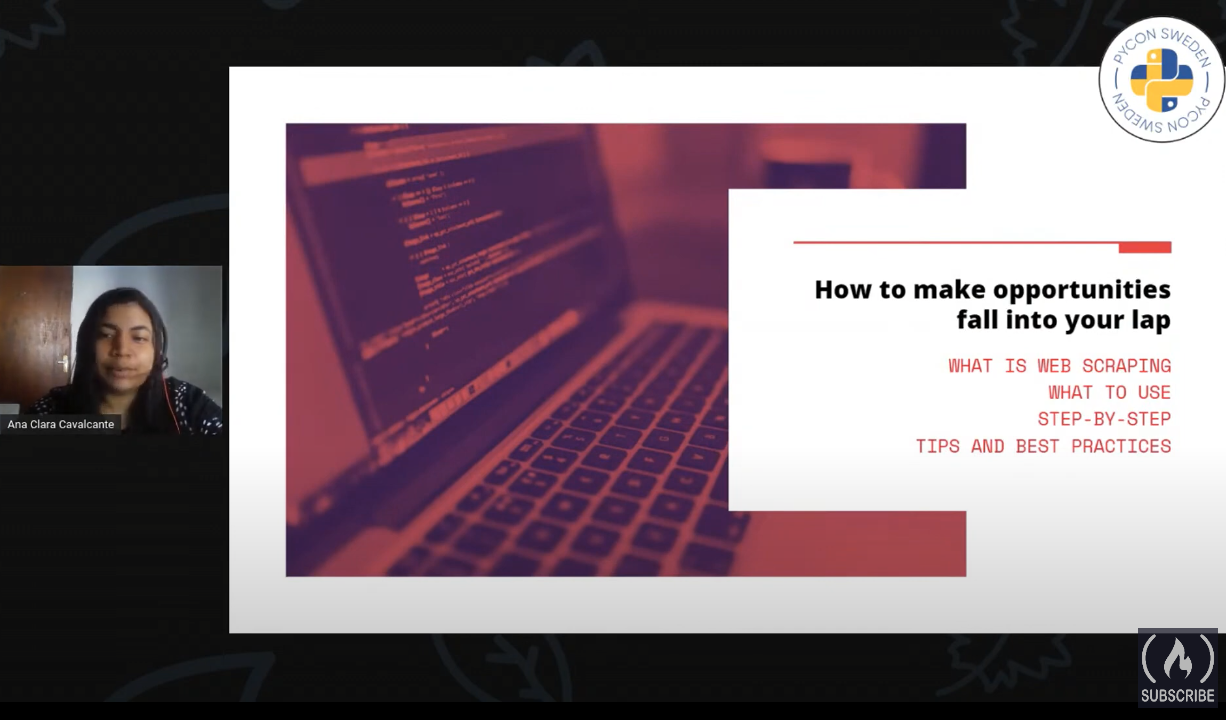 PYCON SWEDEN
PYCON SWEDEN
How to make opportunities
fall into your lap
WHAT IS WEB SCRAPING
WHAT TO USE
STEP-BY-STEP
TIPS AND BEST PRACTICES
Ana Clara Cavalcante
SUBSCRIBE